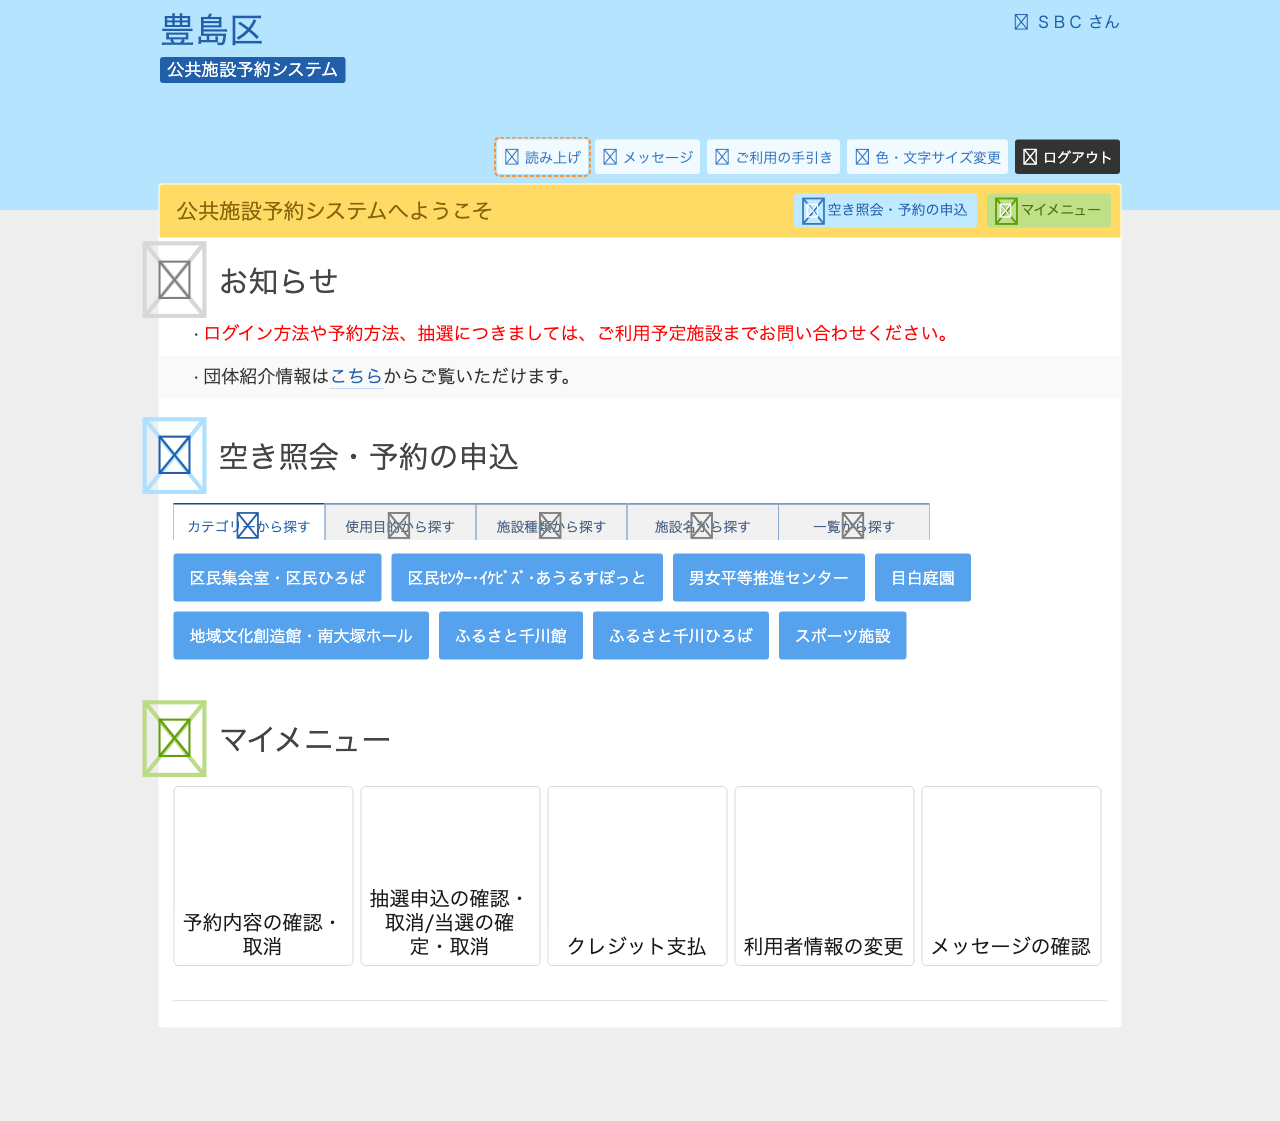 豊島区
ＳＢＣ さん
公共施設予約システム
読み上げ
メッセージ
ご利用の手引き
色・文字サイズ変更
ログアウト
公共施設予約システムへようこそ
空き照会・予約の申込
マイメニュー
お知らせ
・ログイン方法や予約方法、抽選につきましては、ご利用予定施設までお問い合わせください。
・団体紹介情報はこちらからご覧いただけます。
空き照会・予約の申込
カテゴリーから探す
使用目的から探す
施設種類から探す
施設名から探す
一覧から探す
区民集会室・区民ひろば
区民ｾﾝﾀｰ･ｲｹﾋﾞｽﾞ･あうるすぽっと
男女平等推進センター
目白庭園
地域文化創造館・南大塚ホール
ふるさと千川館
ふるさと千川ひろば
スポーツ施設
マイメニュー
予約内容の確認・
取消
抽選申込の確認・
取消/当選の確
定・取消
クレジット支払
利用者情報の変更
メッセージの確認